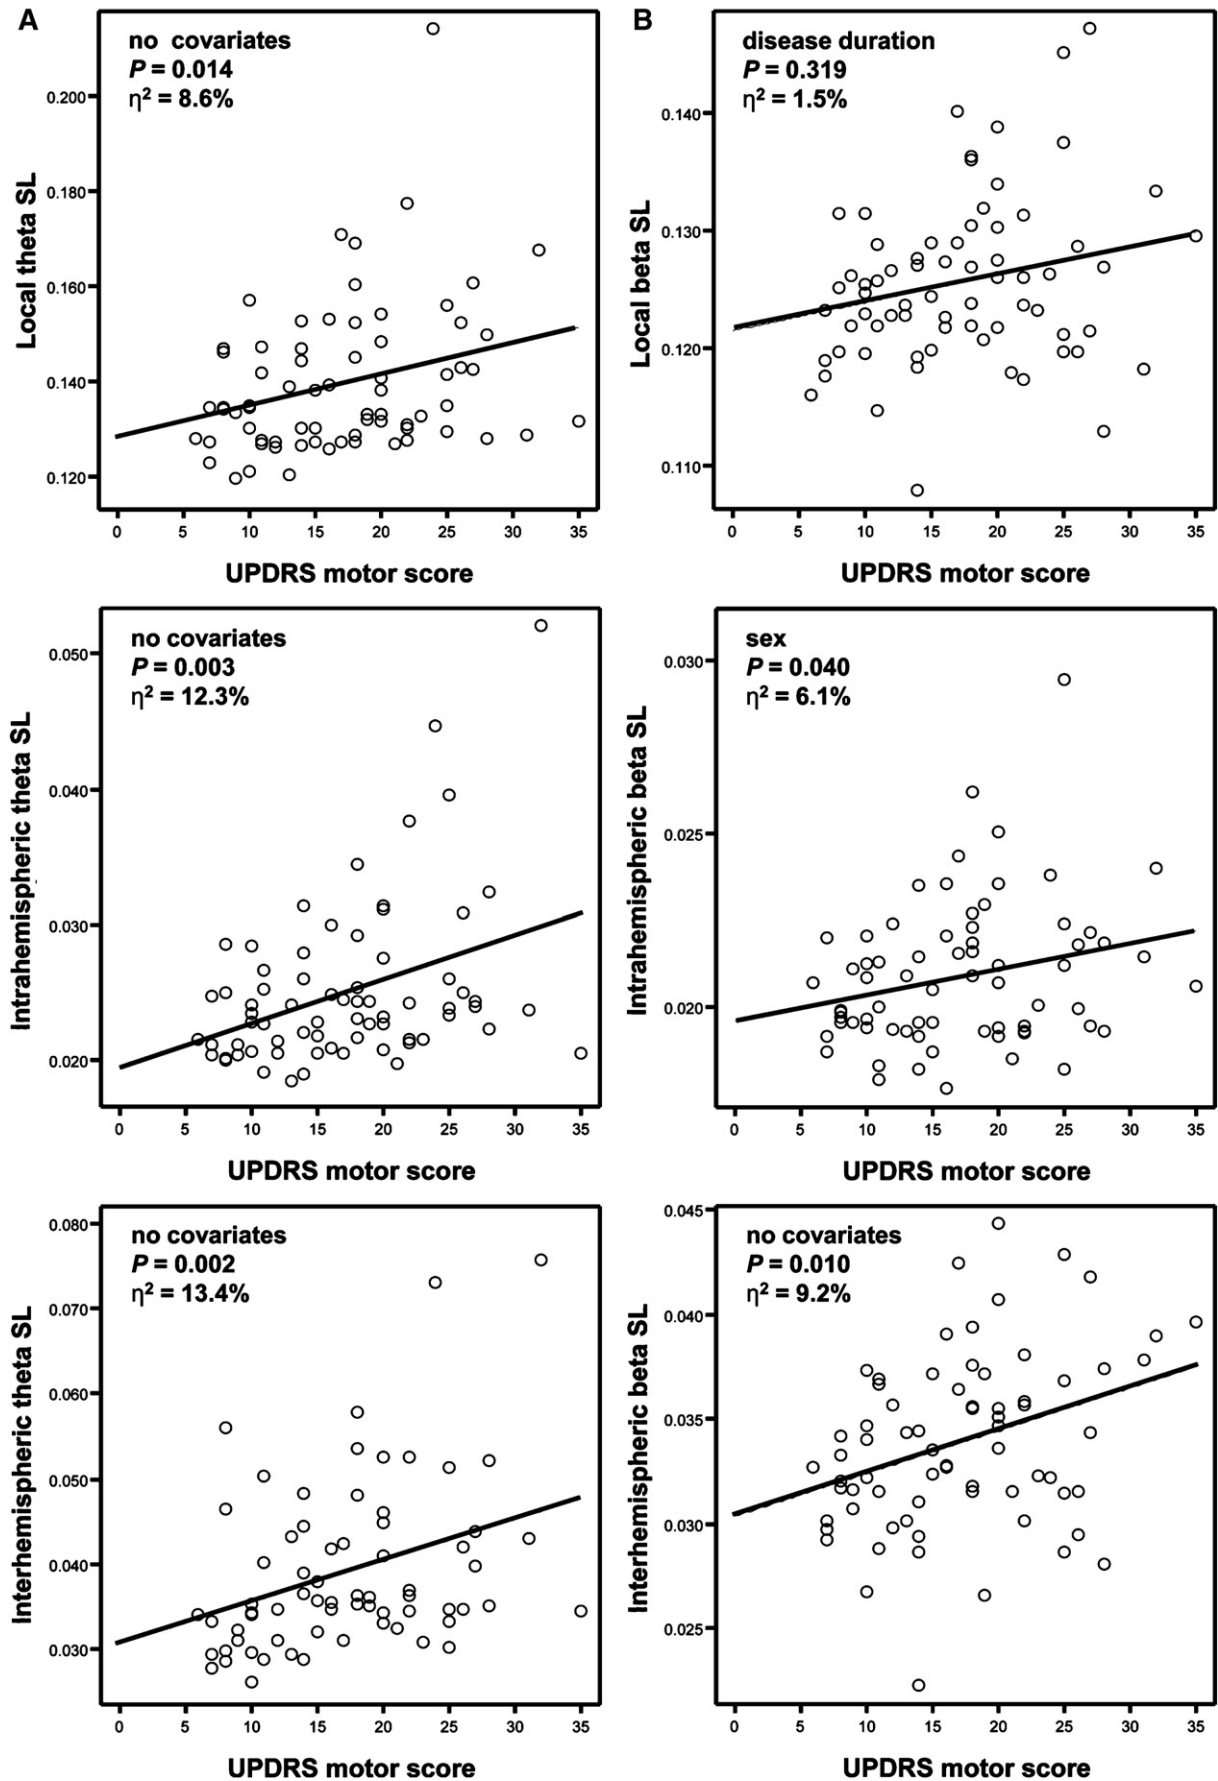 A
no covariates
P = 0.014
η² = 8.6%
Local theta SL
0.200
0.180
0.160
0.140
0.120
0 5 10 15 20 25 30 35
UPDRS motor score
B
disease duration
P = 0.319
η² = 1.5%
Local beta SL
0.140
0.130
0.120
0.110
0 5 10 15 20 25 30 35
UPDRS motor score
no covariates
P = 0.003
η² = 12.3%
Intrahemispheric theta SL
0.050
0.040
0.030
0.020
0 5 10 15 20 25 30 35
UPDRS motor score
sex
P = 0.040
η² = 6.1%
Intrahemispheric beta SL
0.030
0.025
0.020
0 5 10 15 20 25 30 35
UPDRS motor score
no covariates
P = 0.002
η² = 13.4%
Interhemispheric theta SL
0.080
0.070
0.060
0.050
0.040
0.030
0 5 10 15 20 25 30 35
UPDRS motor score
no covariates
P = 0.010
η² = 9.2%
Interhemispheric beta SL
0.045
0.040
0.035
0.030
0.025
0 5 10 15 20 25 30 35
UPDRS motor score